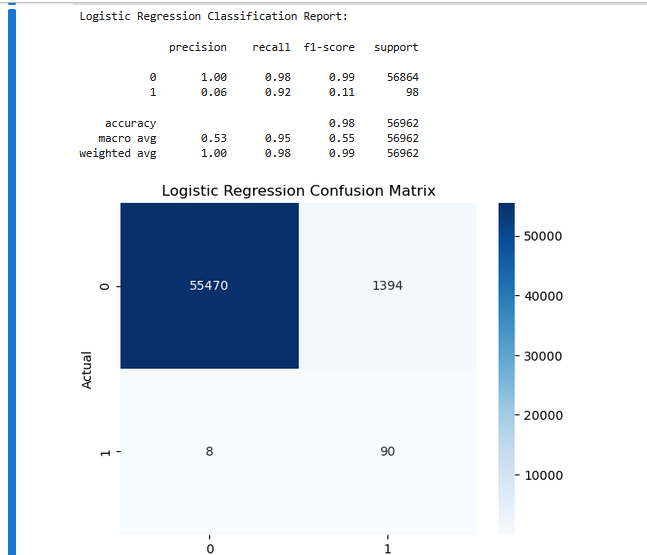 Logistic Regression Classification Report:
precision recall f1-score support
0 1.00 0.98 0.99 56864
1 0.06 0.92 0.11 98
accuracy 0.98 56962
macro avg 0.53 0.95 0.55 56962
weighted avg 1.00 0.98 0.99 56962
Logistic Regression Confusion Matrix
50000
0 55470 1394
40000
30000
Actual
20000
1 8 90
10000
0 1